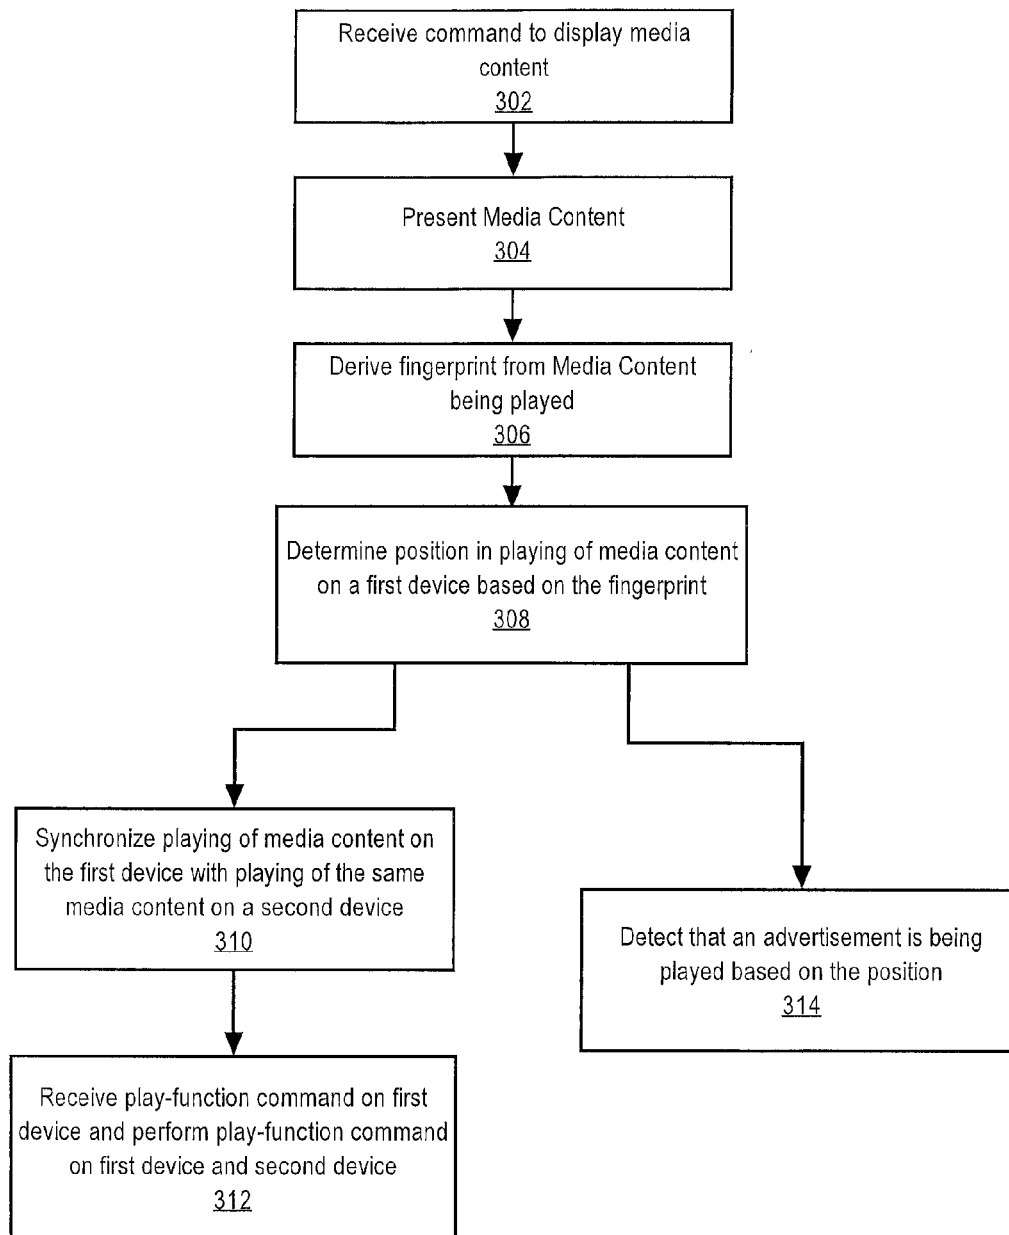 Receive command to display media
content
302
Present Media Content
304
Derive fingerprint from Media Content
being played
306
Determine position in playing of media content
on a first device based on the fingerprint
308
Synchronize playing of media content on
the first device with playing of the same
media content on a second device
310
Detect that an advertisement is being
played based on the position
314
Receive play-function command on first
device and perform play-function command
on first device and second device
312